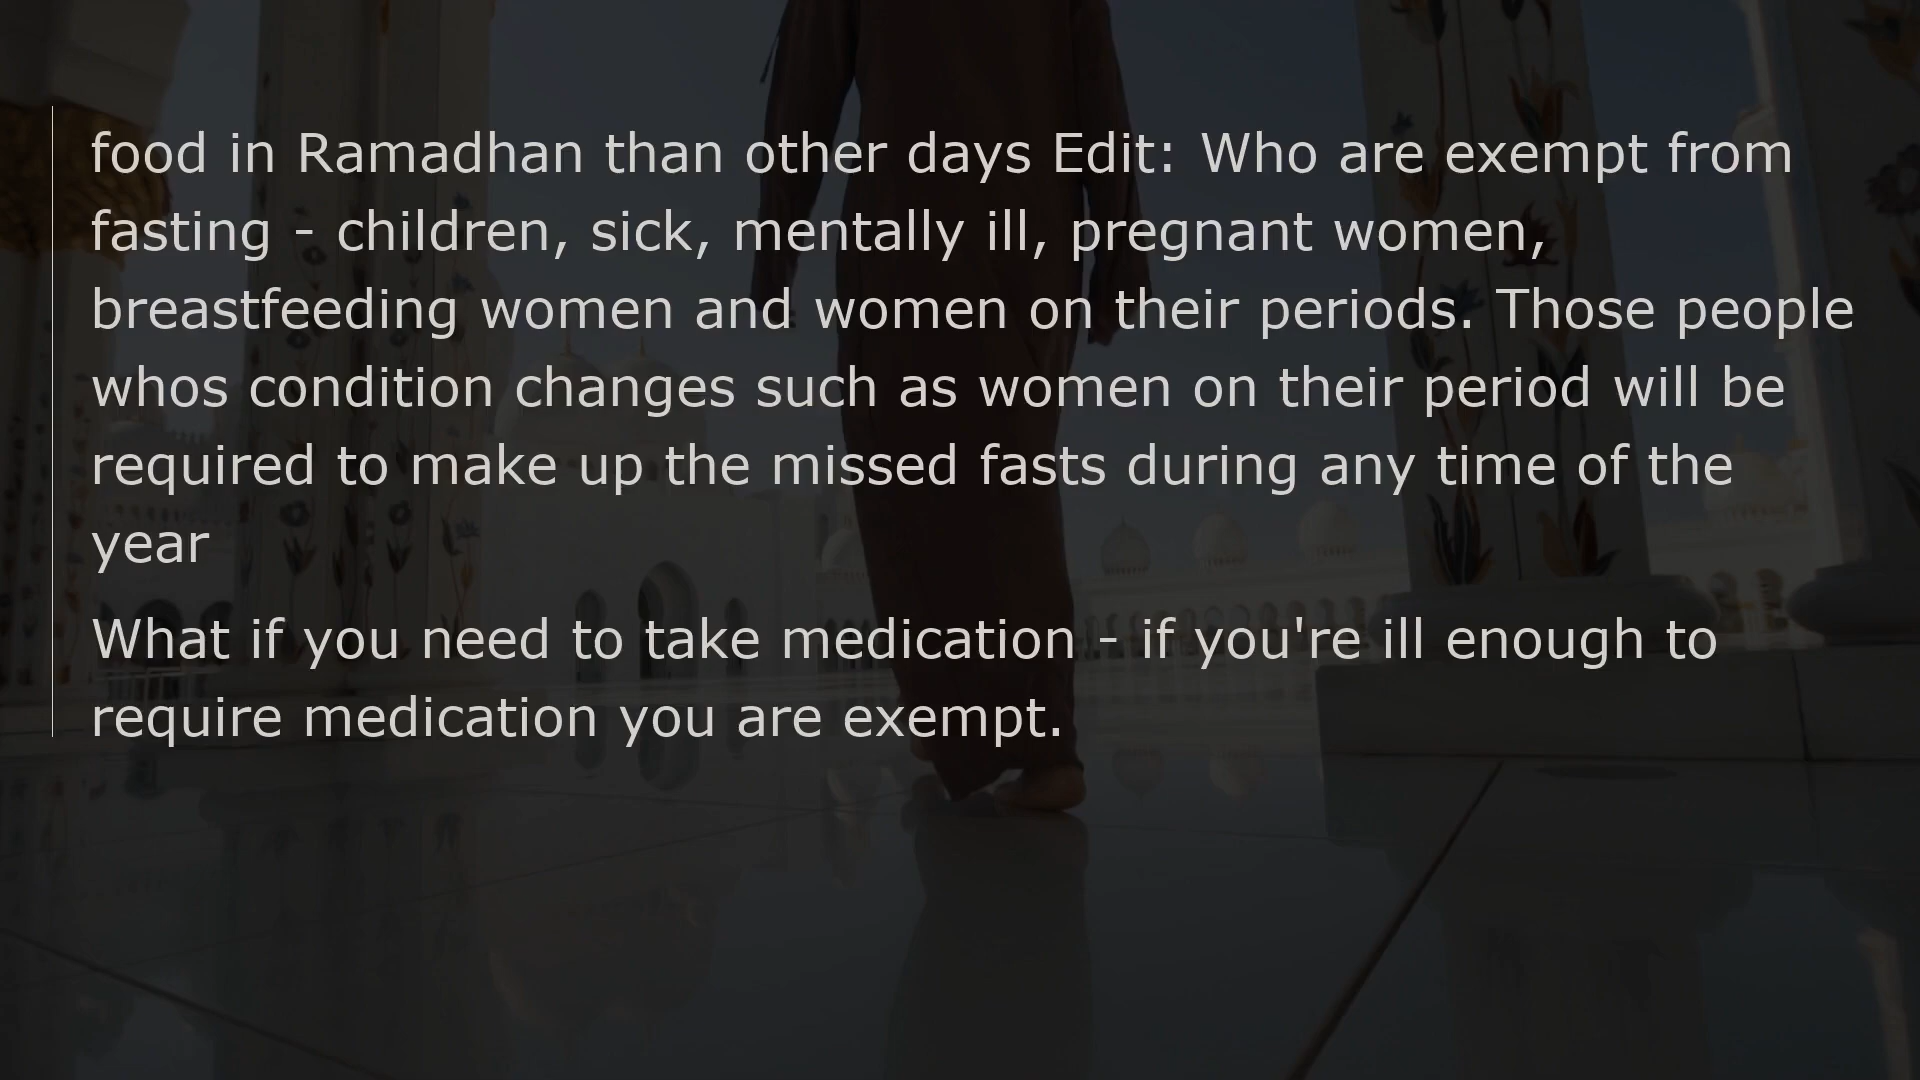 food in Ramadhan than other days Edit: Who are exempt from
fasting - children, sick, mentally ill, pregnant women,
breastfeeding women and women on their periods. Those people
whos condition changes such as women on their period will be
required to make up the missed fasts during any time of the
year
What if you need to take medication - if you're ill enough to
require medication you are exempt.